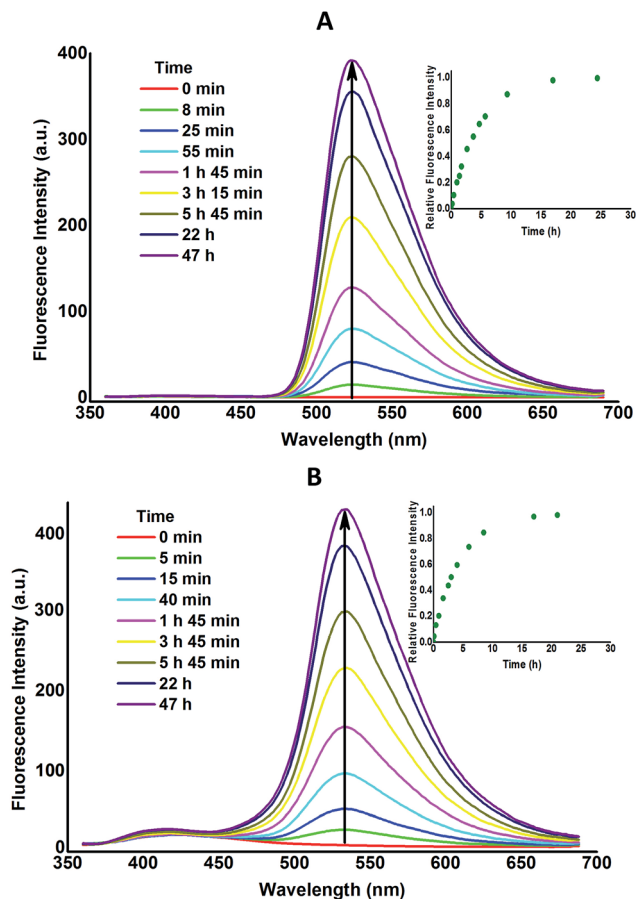 A
Fluorescence Intensity (a.u.)
400
300
200
100
0
Time
0 min
8 min
25 min
55 min
1 h 45 min
3 h 15 min
5 h 45 min
22 h
47 h
350
400
450
500
550
600
650
700
Wavelength (nm)
Relative Fluorescence Intensity
1.0
0.8
0.6
0.4
0.2
0.0
0
5
10
15
20
25
30
Time (h)
B
Fluorescence Intensity (a.u.)
400
300
200
100
0
Time
0 min
5 min
15 min
40 min
1 h 45 min
3 h 45 min
5 h 45 min
22 h
47 h
350
400
450
500
550
600
650
700
Wavelength (nm)
Relative Fluorescence Intensity
1.0
0.8
0.6
0.4
0.2
0.0
0
5
10
15
20
25
30
Time (h)